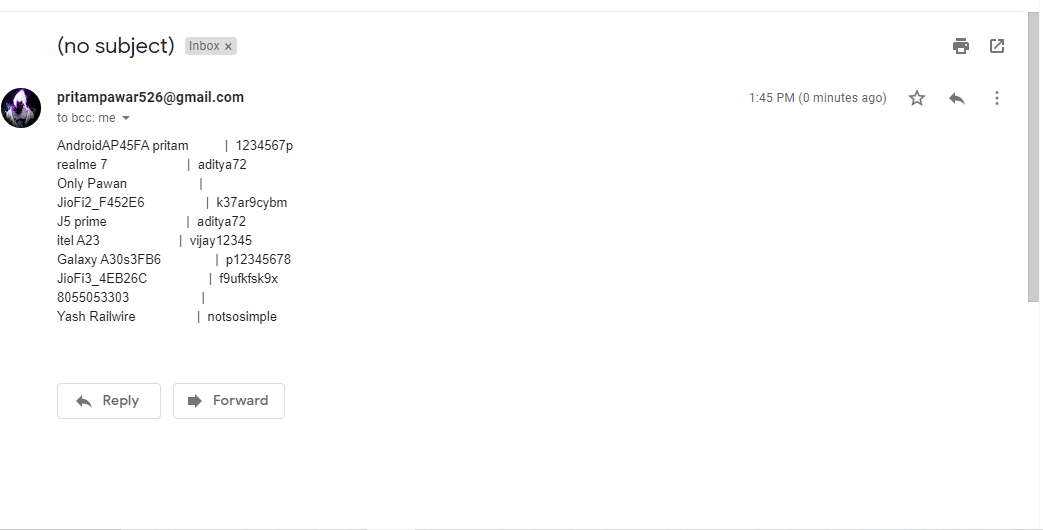 (no subject) Inbox ×
pritampawar526@gmail.com 1:45 PM (0 minutes ago)
to bcc: me
AndroidAP45FA pritam | 1234567p
realme 7 | aditya72
Only Pawan |
JioFi2_F452E6 | k37ar9cybm
J5 prime | aditya72
itel A23 | vijay12345
Galaxy A30s3FB6 | p12345678
JioFi3_4EB26C | f9ufkfsk9x
8055053303 |
Yash Railwire | notsosimple
Reply Forward